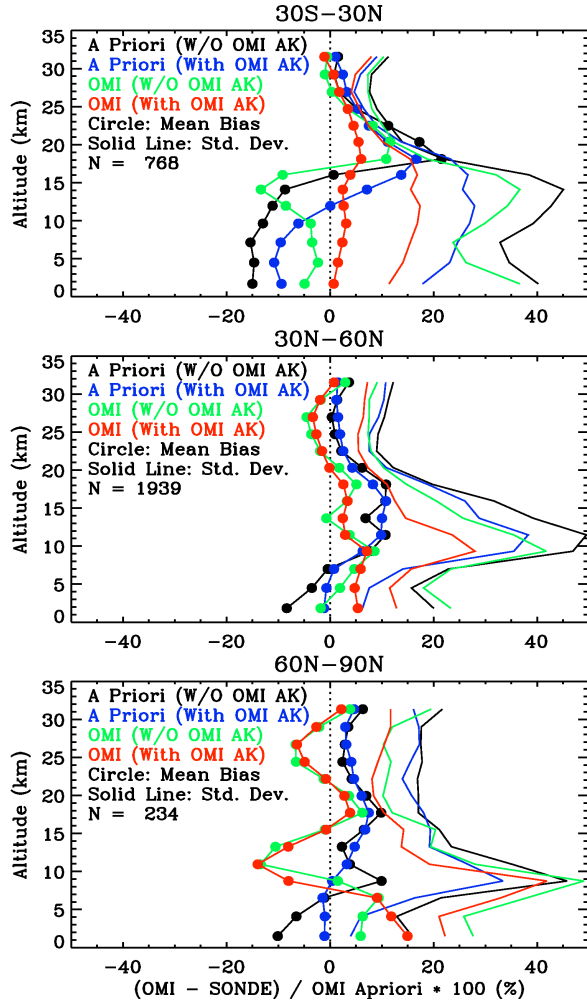 30S-30N
A Priori (W/O OMI AK)
A Priori (With OMI AK)
OMI (W/O OMI AK)
OMI (With OMI AK)
Circle: Mean Bias
Solid Line: Std. Dev.
N = 768
Altitude (km)
35
30
25
20
15
10
5
0
-40 -20 0 20 40
30N-60N
A Priori (W/O OMI AK)
A Priori (With OMI AK)
OMI (W/O OMI AK)
OMI (With OMI AK)
Circle: Mean Bias
Solid Line: Std. Dev.
N = 1939
Altitude (km)
35
30
25
20
15
10
5
0
-40 -20 0 20 40
60N-90N
A Priori (W/O OMI AK)
A Priori (With OMI AK)
OMI (W/O OMI AK)
OMI (With OMI AK)
Circle: Mean Bias
Solid Line: Std. Dev.
N = 234
Altitude (km)
35
30
25
20
15
10
5
0
-40 -20 0 20 40
(OMI - SONDE) / OMI Apriori * 100 (%)